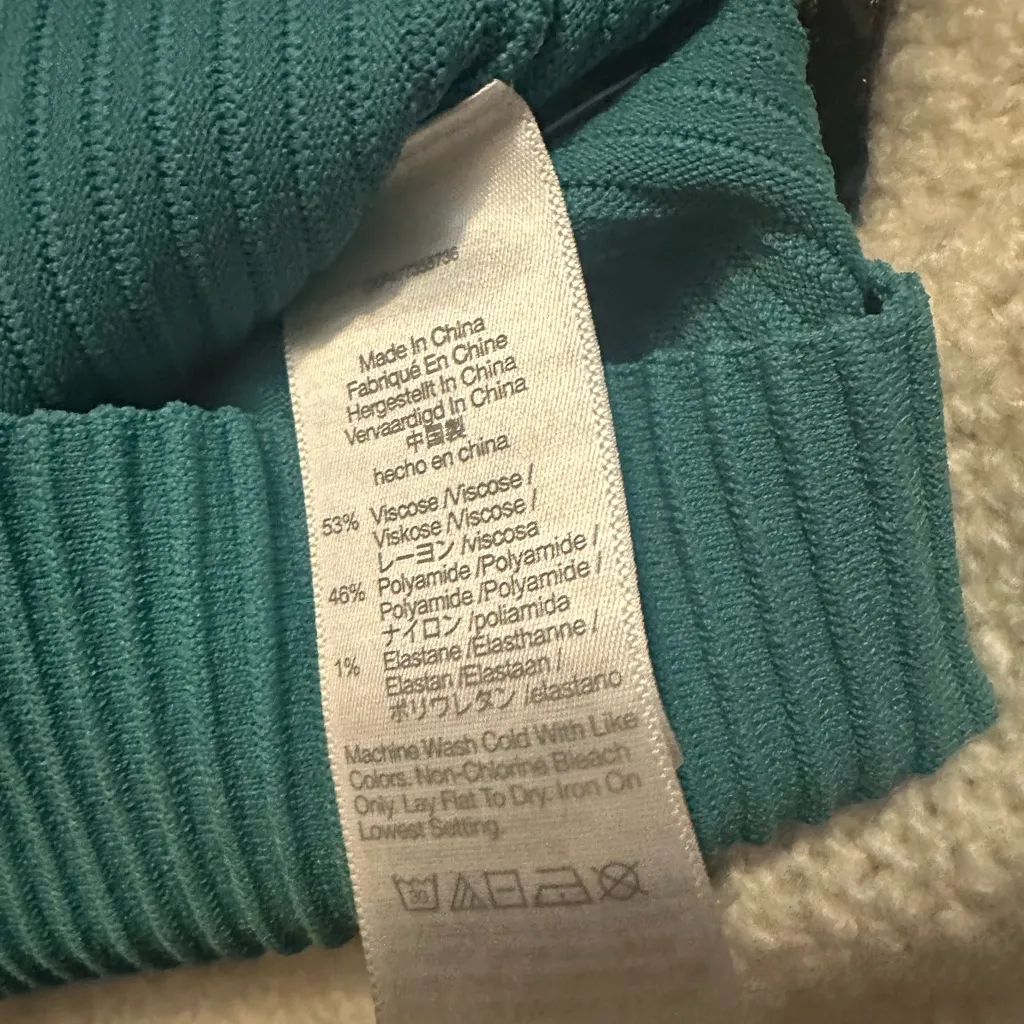 Made In China
Fabriqué En Chine
Hergestellt In China
Vervaardigd In China
中国製
hecho en china
53% Viscose /Viscose /
Viskose /Viscose /
レーヨン /viscosa
46% Polyamide /Polyamide /
Polyamide /Polyamide /
ナイロン /poliamida
1% Elastane /Elasthanne /
Elastan /Elastaan /
ポリウレタン /elastano
Machine Wash Cold With Like
Colors. Non-Chlorine Bleach
Only. Lay Flat To Dry. Iron On
Lowest Setting.
30